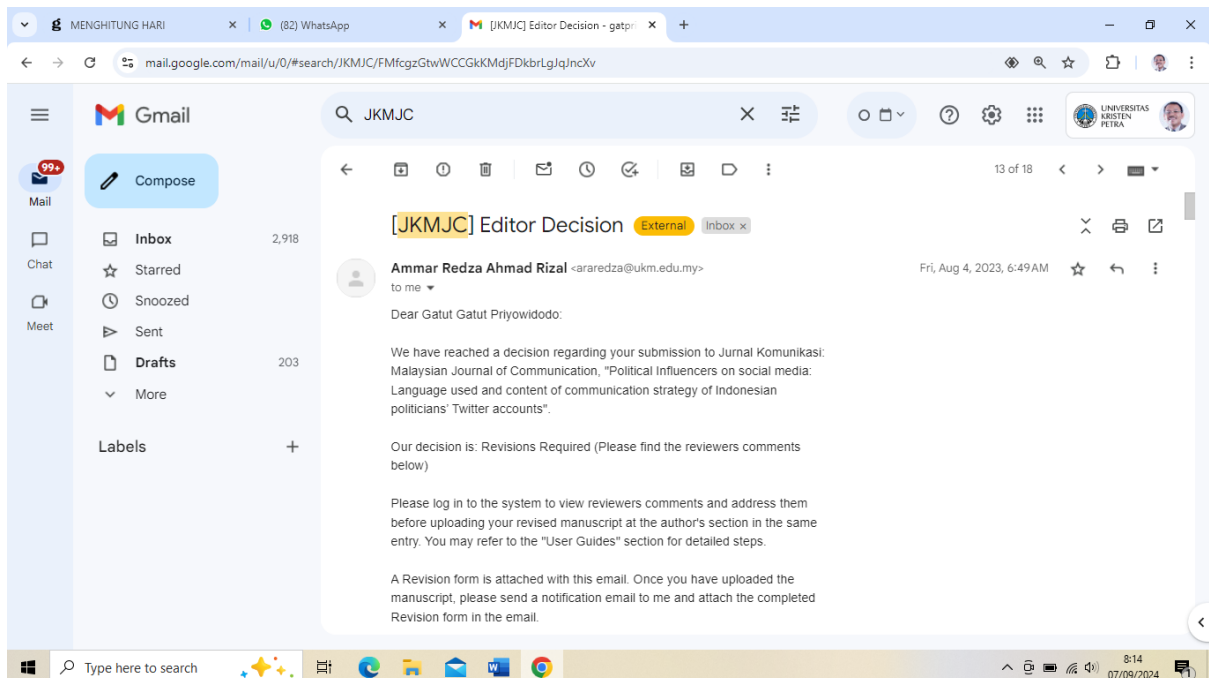 MENGHITUNG HARI
(82) WhatsApp
[JKMJC] Editor Decision - gatpri
mail.google.com/mail/u/0/#search/JKMJC/FMfcgzGtwWCCGkKMdjFDkbrLgJqJncXv
Gmail
JKMJC
UNIVERSITAS
KRISTEN
PETRA
99+
Mail
Chat
Meet
Compose
Inbox 2,918
Starred
Snoozed
Sent
Drafts 203
More
Labels
13 of 18
[JKMJC] Editor Decision External Inbox x
Ammar Redza Ahmad Rizal <araredza@ukm.edu.my> Fri, Aug 4, 2023, 6:49 AM
to me
Dear Gatut Gatut Priyowidodo:
We have reached a decision regarding your submission to Jurnal Komunikasi:
Malaysian Journal of Communication, "Political Influencers on social media:
Language used and content of communication strategy of Indonesian
politicians' Twitter accounts".
Our decision is: Revisions Required (Please find the reviewers comments
below)
Please log in to the system to view reviewers comments and address them
before uploading your revised manuscript at the author's section in the same
entry. You may refer to the "User Guides" section for detailed steps.
A Revision form is attached with this email. Once you have uploaded the
manuscript, please send a notification email to me and attach the completed
Revision form in the email.
Type here to search
8:14
07/09/2024